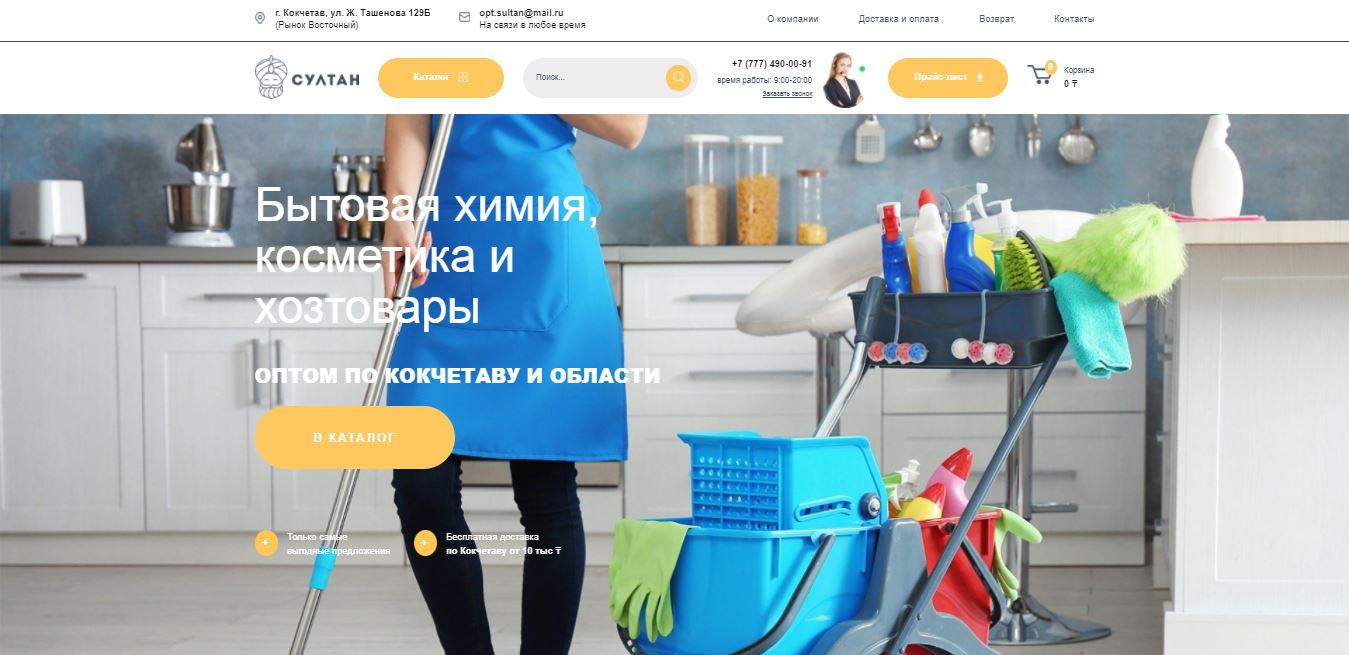 г. Кокчетав, ул. Ж. Ташенова 129Б
(Рынок Восточный)
opt.sultan@mail.ru
На связи в любое время
О компании
Доставка и оплата
Возврат
Контакты
СУЛТАН
Каталог
Поиск...
+7 (777) 490-00-91
время работы: 9:00-20:00
Заказать звонок
Прайс-лист
0
Корзина
0 ₸
Бытовая химия,
косметика и
хозтовары
ОПТОМ ПО КОКЧЕТАВУ И ОБЛАСТИ
В КАТАЛОГ
+
Только самые
выгодные предложения
+
Бесплатная доставка
по Кокчетаву от 10 тыс ₸